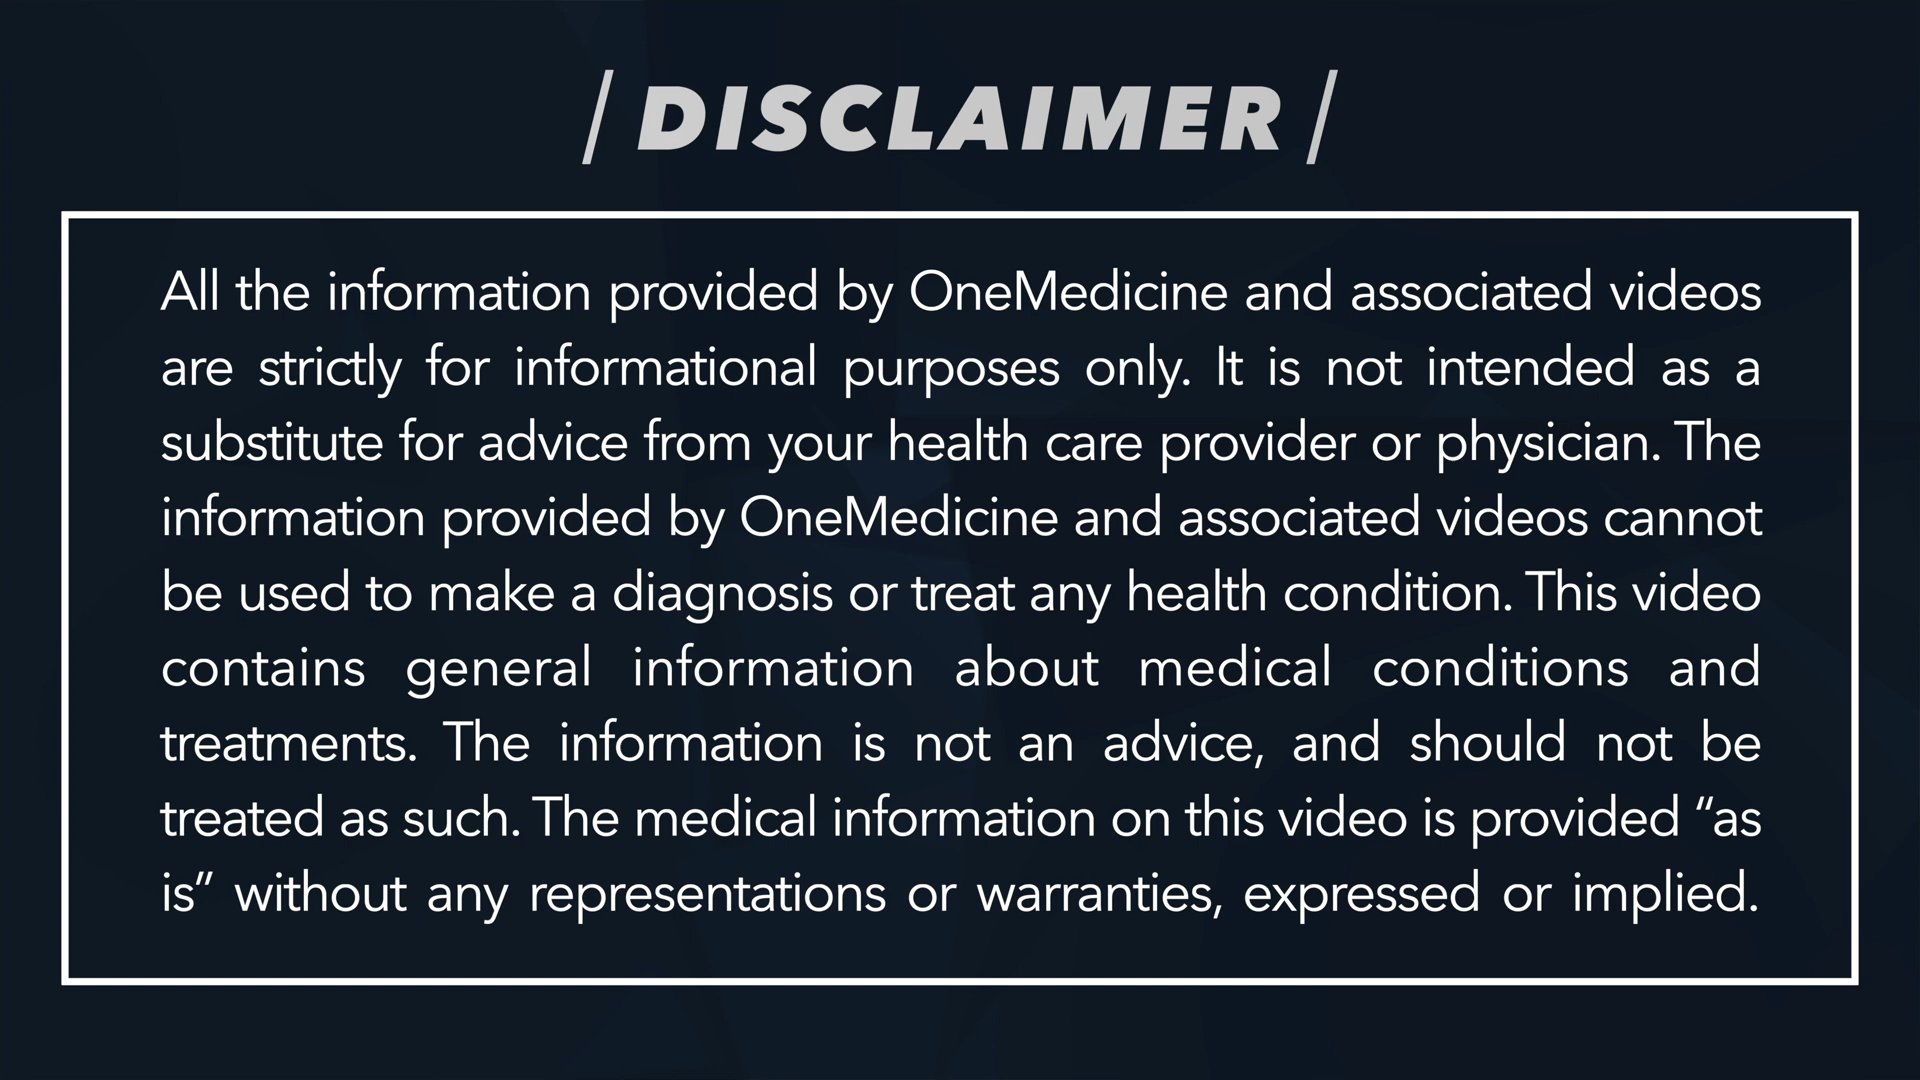 / DISCLAIMER /
All the information provided by OneMedicine and associated videos
are strictly for informational purposes only. It is not intended as a
substitute for advice from your health care provider or physician. The
information provided by OneMedicine and associated videos cannot
be used to make a diagnosis or treat any health condition. This video
contains general information about medical conditions and
treatments. The information is not an advice, and should not be
treated as such. The medical information on this video is provided “as
is” without any representations or warranties, expressed or implied.